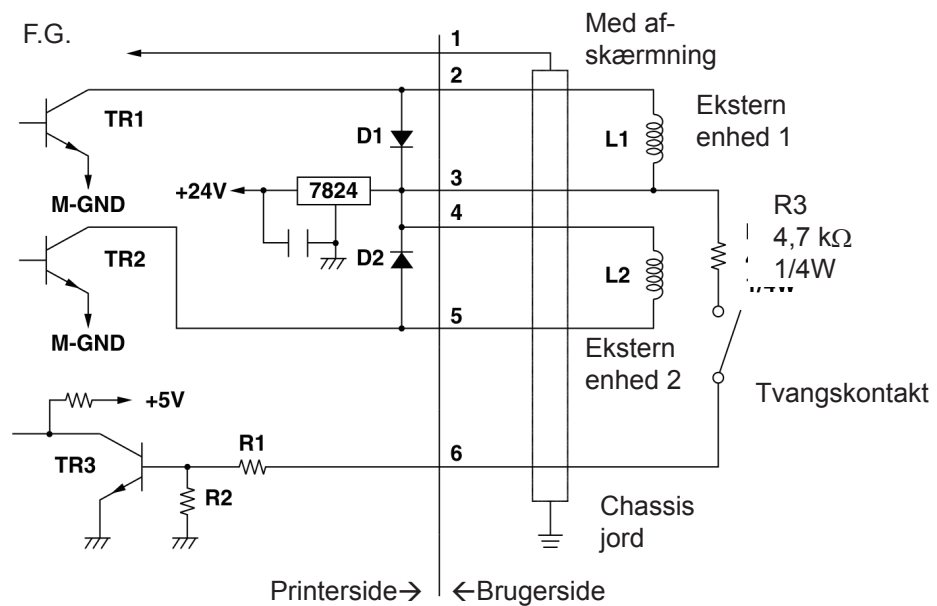 F.G.
1
Med af-
skærmning
2
TR1
D1
L1
Ekstern
enhed 1
M-GND
+24V
7824
3
4
R3
4,7 kΩ
1/4W
TR2
D2
L2
M-GND
5
Ekstern
enhed 2
Tvangskontakt
+5V
TR3
R1
6
R2
Chassis
jord
Printerside→
←Brugerside